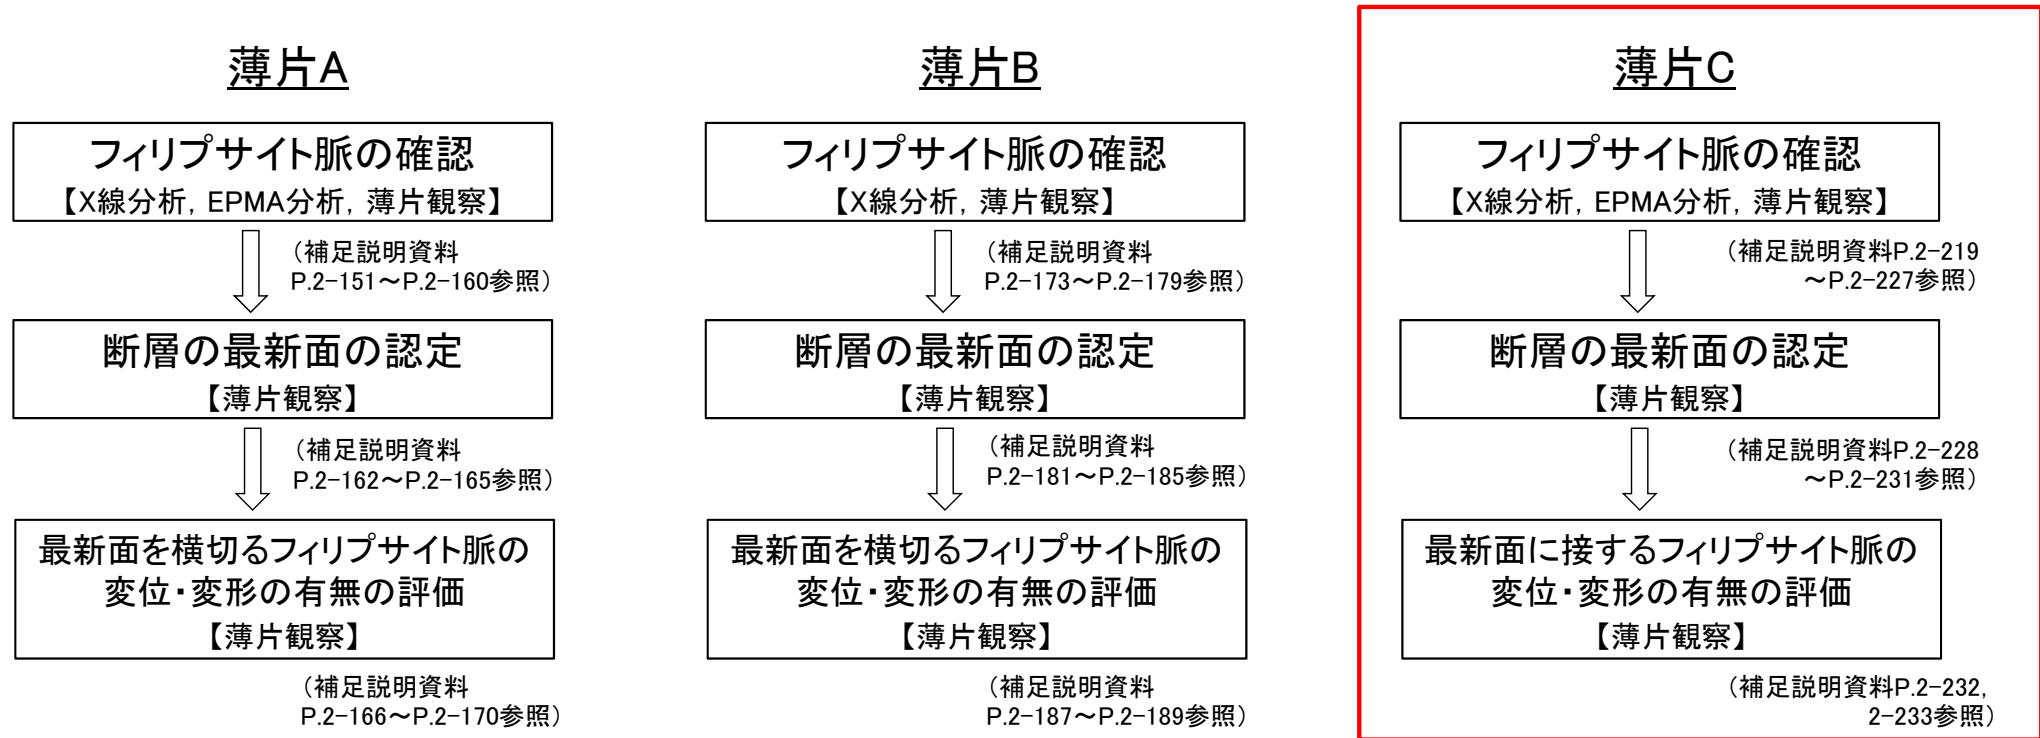 薄片A
フィリプサイト脈の確認
【X線分析，EPMA分析，薄片観察】
（補足説明資料
P.2-151～P.2-160参照）
断層の最新面の認定
【薄片観察】
（補足説明資料
P.2-162～P.2-165参照）
最新面を横切るフィリプサイト脈の
変位・変形の有無の評価
【薄片観察】
（補足説明資料
P.2-166～P.2-170参照）
薄片B
フィリプサイト脈の確認
【X線分析，薄片観察】
（補足説明資料
P.2-173～P.2-179参照）
断層の最新面の認定
【薄片観察】
（補足説明資料
P.2-181～P.2-185参照）
最新面を横切るフィリプサイト脈の
変位・変形の有無の評価
【薄片観察】
（補足説明資料
P.2-187～P.2-189参照）
薄片C
フィリプサイト脈の確認
【X線分析，EPMA分析，薄片観察】
（補足説明資料P.2-219
～P.2-227参照）
断層の最新面の認定
【薄片観察】
（補足説明資料P.2-228
～P.2-231参照）
最新面に接するフィリプサイト脈の
変位・変形の有無の評価
【薄片観察】
（補足説明資料P.2-232，
2-233参照）